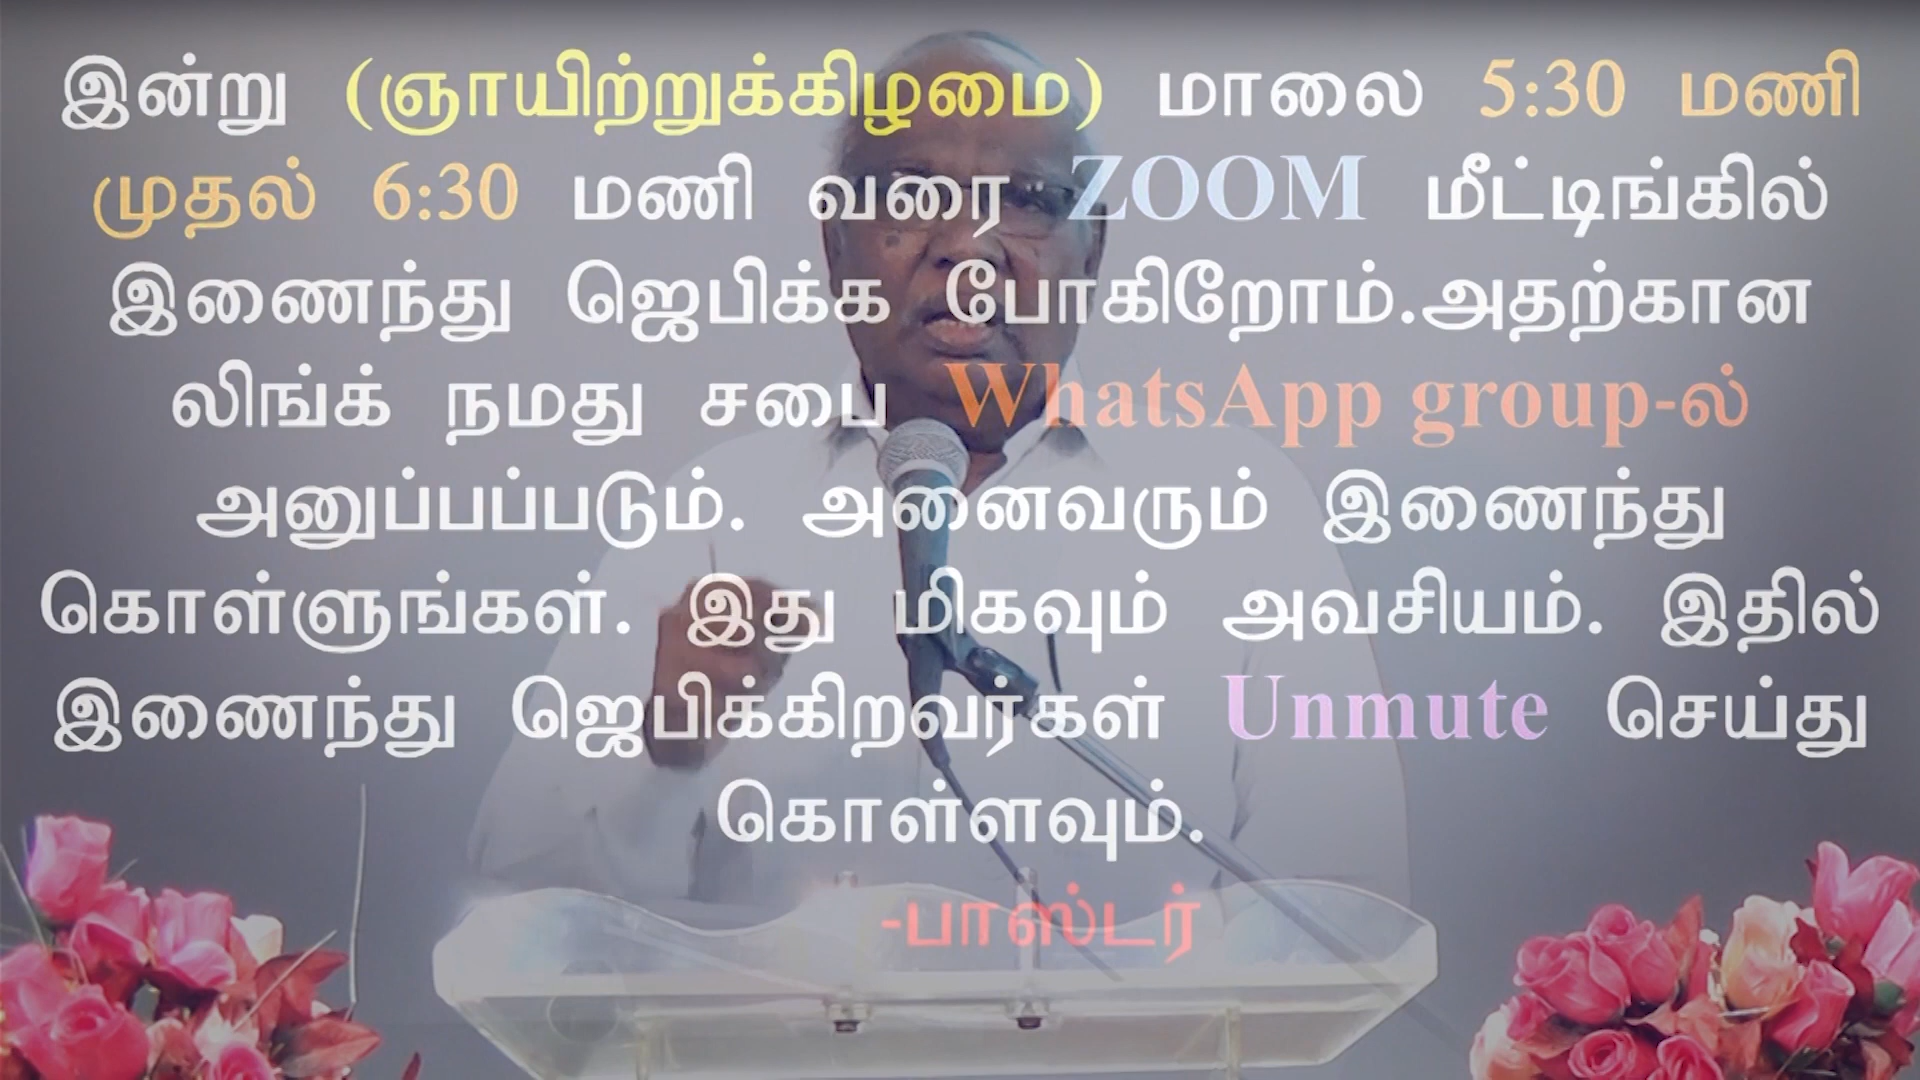 இன்று (ஞாயிற்றுக்கிழமை) மாலை 5:30 மணி
முதல் 6:30 மணி வரை ZOOM மீட்டிங்கில்
இணைந்து ஜெபிக்க போகிறோம்.அதற்கான
லிங்க் நமது சபை WhatsApp group-ல்
அனுப்பப்படும். அனைவரும் இணைந்து
கொள்ளுங்கள். இது மிகவும் அவசியம். இதில்
இணைந்து ஜெபிக்கிறவர்கள் Unmute செய்து
கொள்ளவும்.
-பாஸ்டர்